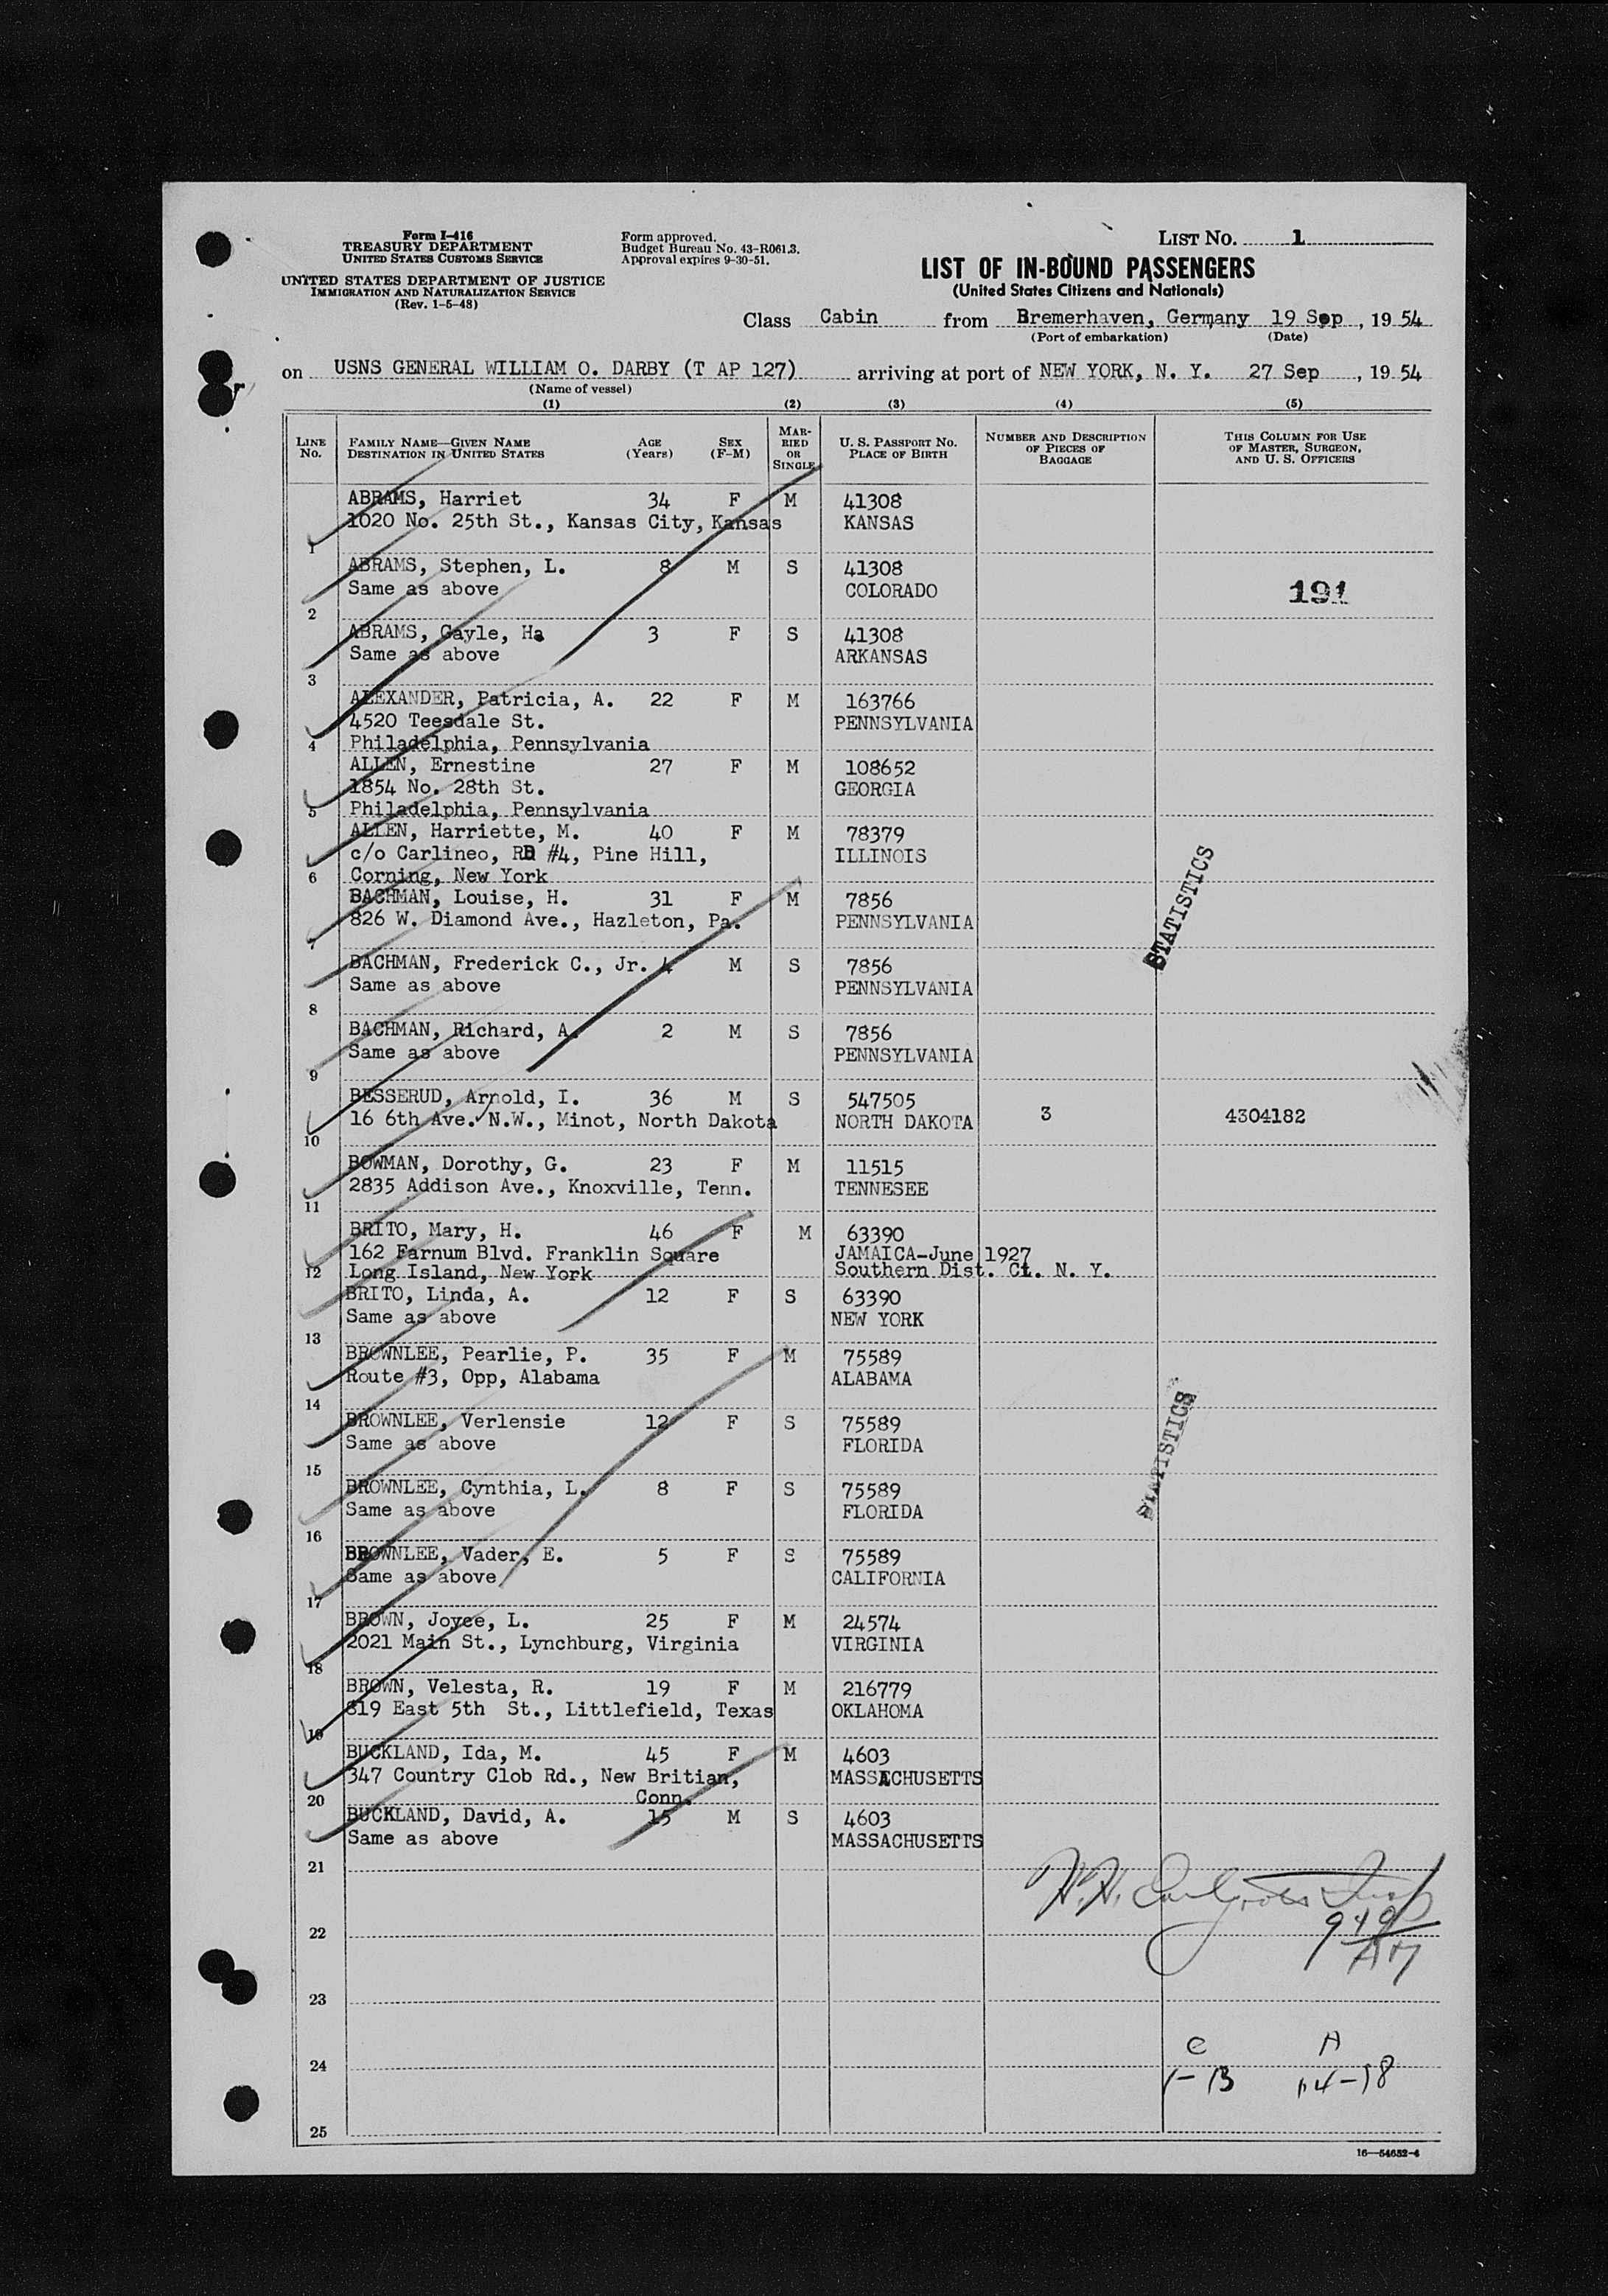 Form I-416
TREASURY DEPARTMENT
UNITED STATES CUSTOMS SERVICE
UNITED STATES DEPARTMENT OF JUSTICE
IMMIGRATION AND NATURALIZATION SERVICE
(Rev. 1-5-48)
Form approved.
Budget Bureau No. 43-R061.3.
Approval expires 9-30-51.
LIST NO. 1
LIST OF IN-BOUND PASSENGERS
(United States Citizens and Nationals)
Class Cabin from Bremerhaven, Germany 19 Sep, 1954
(Port of embarkation) (Date)
on USNS GENERAL WILLIAM O. DARBY (T AP 127) arriving at port of NEW YORK, N. Y. 27 Sep, 1954
(Name of vessel)
(1) (2) (3) (4) (5)
LINE No. FAMILY NAME—GIVEN NAME DESTINATION IN UNITED STATES AGE (Years) SEX (F-M) MARRIED OR SINGLE U. S. PASSPORT NO. PLACE OF BIRTH NUMBER AND DESCRIPTION OF PIECES OF BAGGAGE THIS COLUMN FOR USE OF MASTER, SURGEON, AND U. S. OFFICERS
ABRAMS, Harriet 34 F M 41308
1020 No. 25th St., Kansas City, Kansas KANSAS
1
ABRAMS, Stephen, L. 8 M S 41308
Same as above COLORADO 191
2
ABRAMS, Gayle, Ha 3 F S 41308
Same as above ARKANSAS
3
ALEXANDER, Patricia, A. 22 F M 163766
4520 Teesdale St. PENNSYLVANIA
4 Philadelphia, Pennsylvania
ALLEN, Ernestine 27 F M 108652
1854 No. 28th St. GEORGIA
5 Philadelphia, Pennsylvania
ALLEN, Harriette, M. 40 F M 78379
c/o Carlineo, RD #4, Pine Hill, ILLINOIS
6 Corning, New York
BACHMAN, Louise, H. 31 F M 7856
826 W. Diamond Ave., Hazleton, Pa. PENNSYLVANIA
STATISTICS
7
BACHMAN, Frederick C., Jr. 4 M S 7856
Same as above PENNSYLVANIA
8
BACHMAN, Richard, A. 2 M S 7856
Same as above PENNSYLVANIA
9
BESSERUD, Arnold, I. 36 M S 547505
16 6th Ave. N.W., Minot, North Dakota NORTH DAKOTA 3 4304182
10
BOWMAN, Dorothy, G. 23 F M 11515
2835 Addison Ave., Knoxville, Tenn. TENNESEE
11
BRITO, Mary, H. 46 F M 63390
162 Farnum Blvd. Franklin Square JAMAICA-June 1927
12 Long Island, New York Southern Dist. Ct. N. Y.
BRITO, Linda, A. 12 F S 63390
Same as above NEW YORK
13
BROWNLEE, Pearlie, P. 35 F M 75589
Route #3, Opp, Alabama ALABAMA
14
BROWNLEE, Verlensie 12 F S 75589
Same as above FLORIDA
STATISTICS
15
BROWNLEE, Cynthia, L. 8 F S 75589
Same as above FLORIDA
16
BROWNLEE, Vader, E. 5 F S 75589
Same as above CALIFORNIA
17
BROWN, Joyce, L. 25 F M 24574
2021 Main St., Lynchburg, Virginia VIRGINIA
18
BROWN, Velesta, R. 19 F M 216779
819 East 5th St., Littlefield, Texas OKLAHOMA
19
BUCKLAND, Ida, M. 45 F M 4603
347 Country Clob Rd., New Britian, MASSACHUSETTS
20 Conn.
BUCKLAND, David, A. 15 M S 4603
Same as above MASSACHUSETTS
21
22
23
C A
24
1-13 14-18
25
16—54652-4